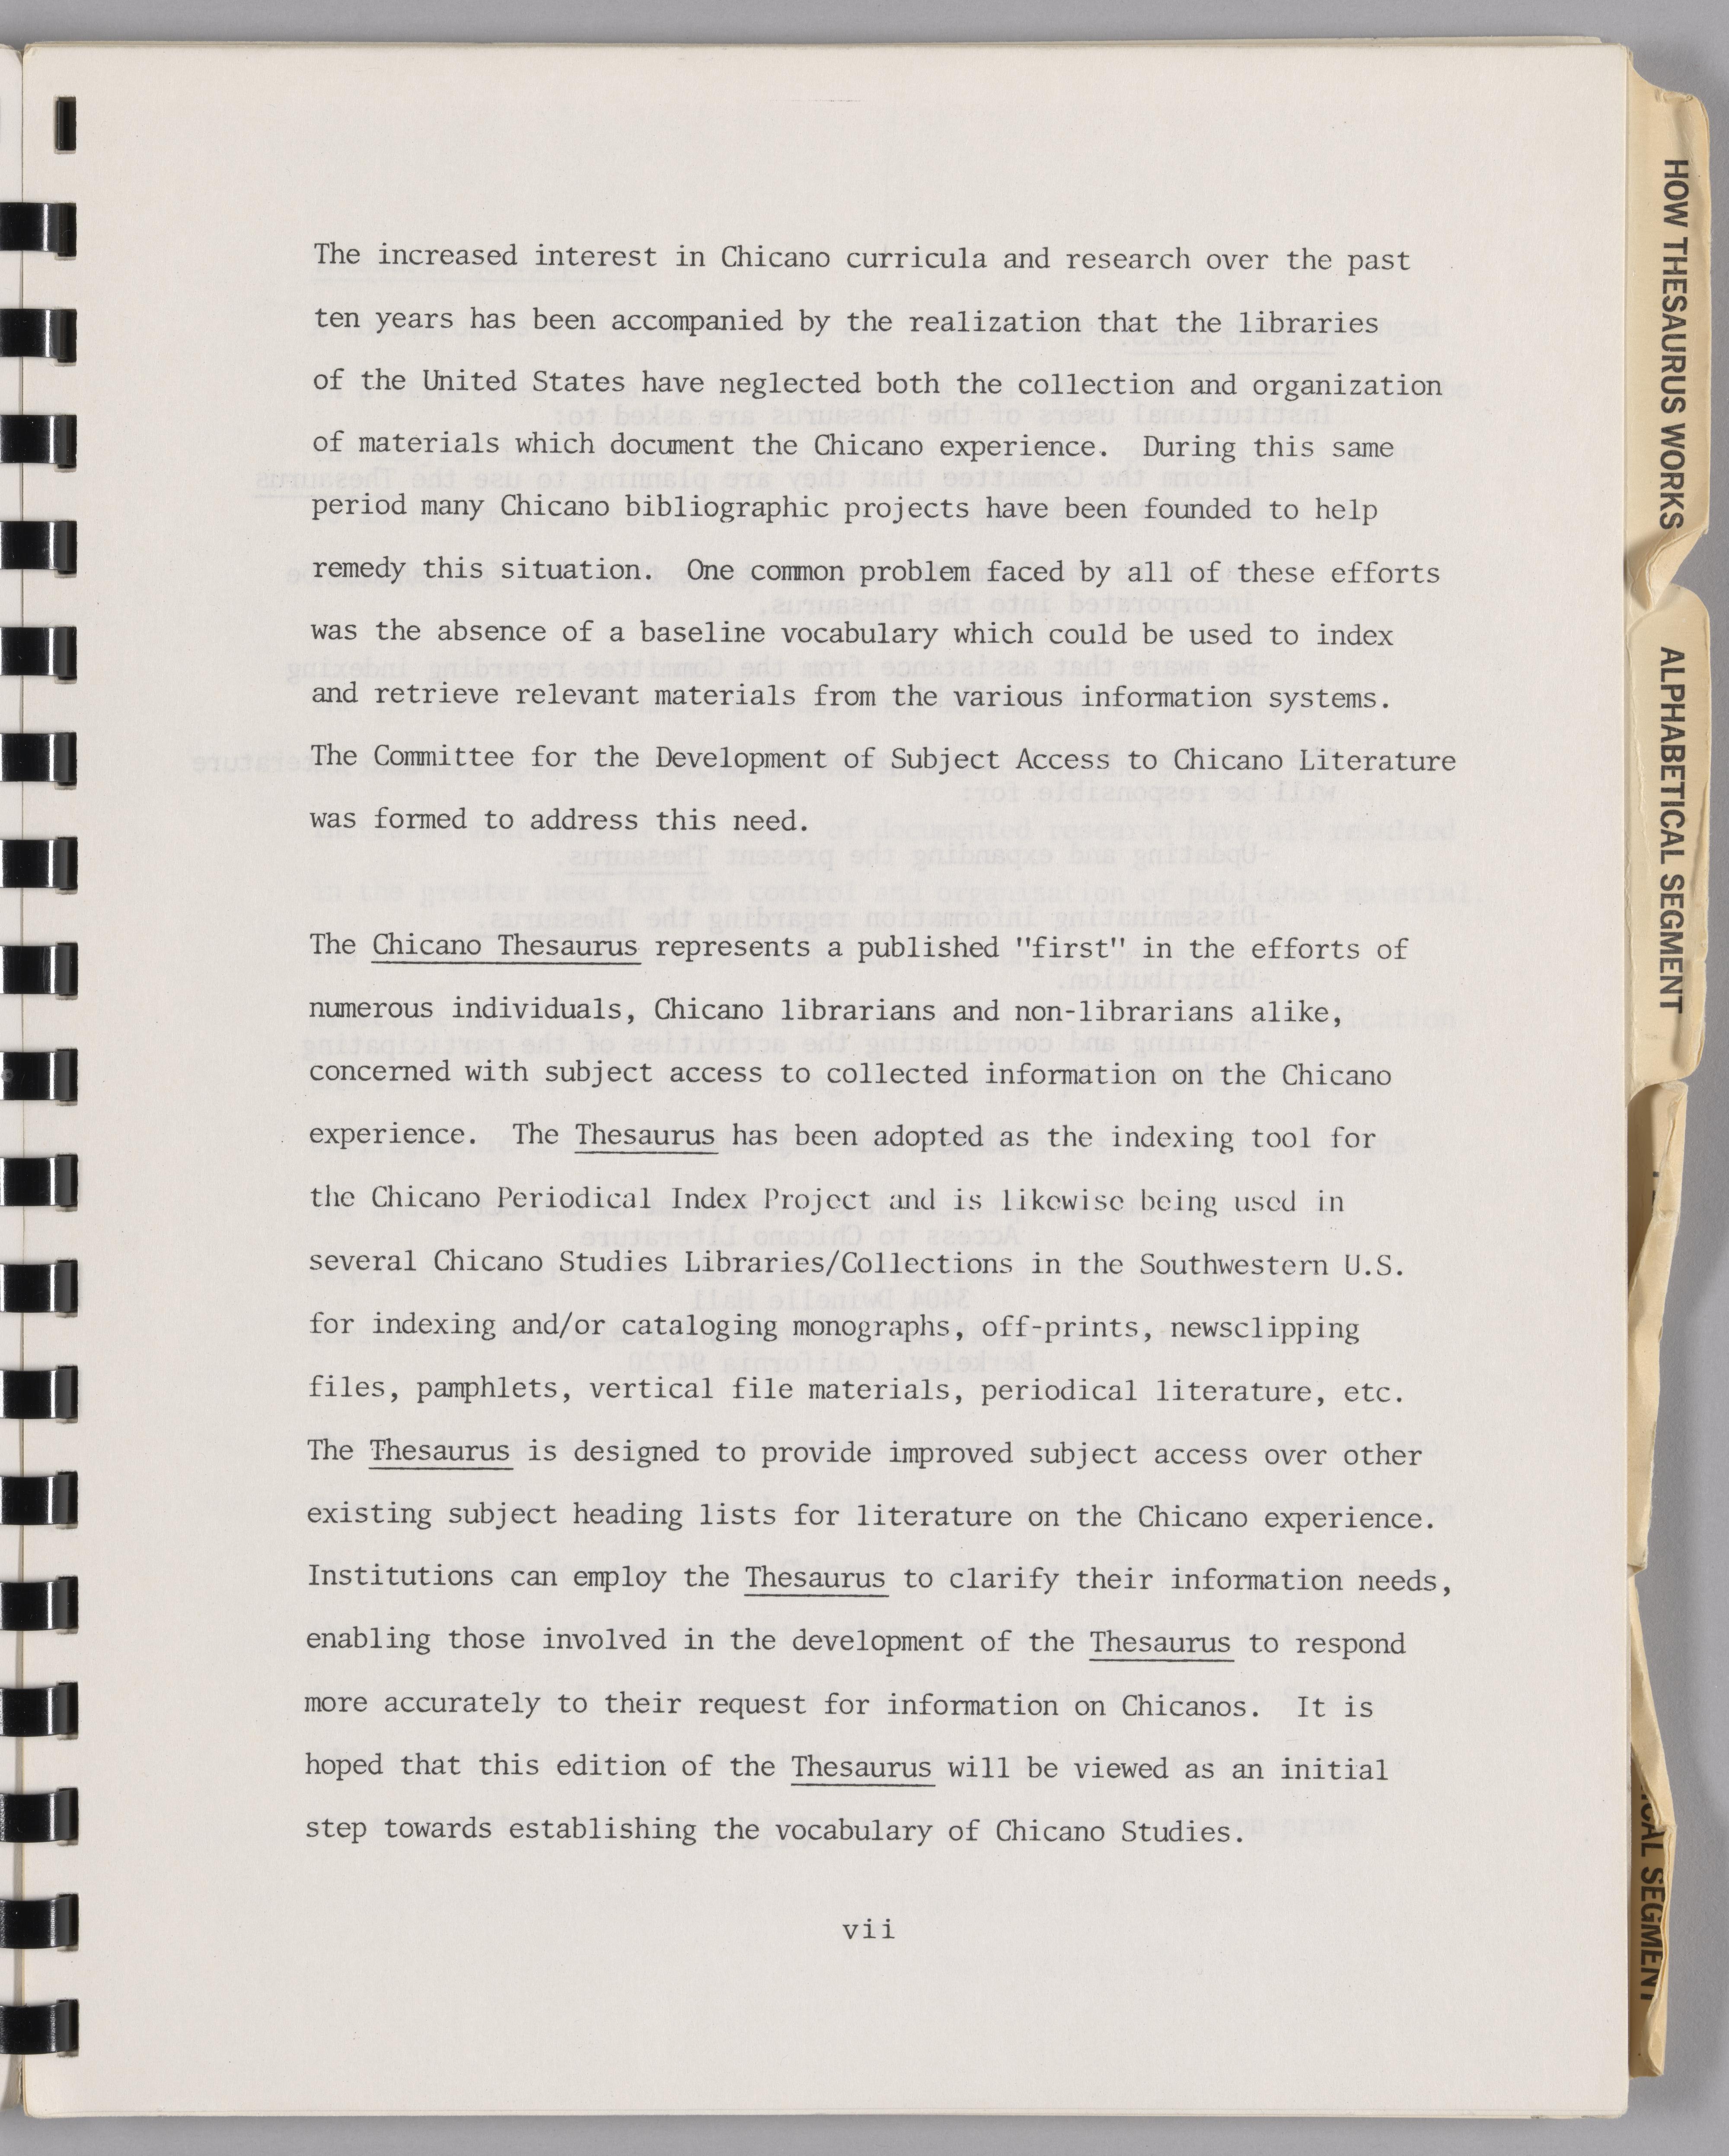 The increased interest in Chicano curricula and research over the past
ten years has been accompanied by the realization that the libraries
of the United States have neglected both the collection and organization
of materials which document the Chicano experience. During this same
period many Chicano bibliographic projects have been founded to help
remedy this situation. One common problem faced by all of these efforts
was the absence of a baseline vocabulary which could be used to index
and retrieve relevant materials from the various information systems.
The Committee for the Development of Subject Access to Chicano Literature
was formed to address this need.
The Chicano Thesaurus represents a published "first" in the efforts of
numerous individuals, Chicano librarians and non-librarians alike,
concerned with subject access to collected information on the Chicano
experience. The Thesaurus has been adopted as the indexing tool for
the Chicano Periodical Index Project and is likewise being used in
several Chicano Studies Libraries/Collections in the Southwestern U.S.
for indexing and/or cataloging monographs, off-prints, newsclipping
files, pamphlets, vertical file materials, periodical literature, etc.
The Thesaurus is designed to provide improved subject access over other
existing subject heading lists for literature on the Chicano experience.
Institutions can employ the Thesaurus to clarify their information needs,
enabling those involved in the development of the Thesaurus to respond
more accurately to their request for information on Chicanos. It is
hoped that this edition of the Thesaurus will be viewed as an initial
step towards establishing the vocabulary of Chicano Studies.
vii
HOW THESAURUS WORKS
ALPHABETICAL SEGMENT
SEGMENT